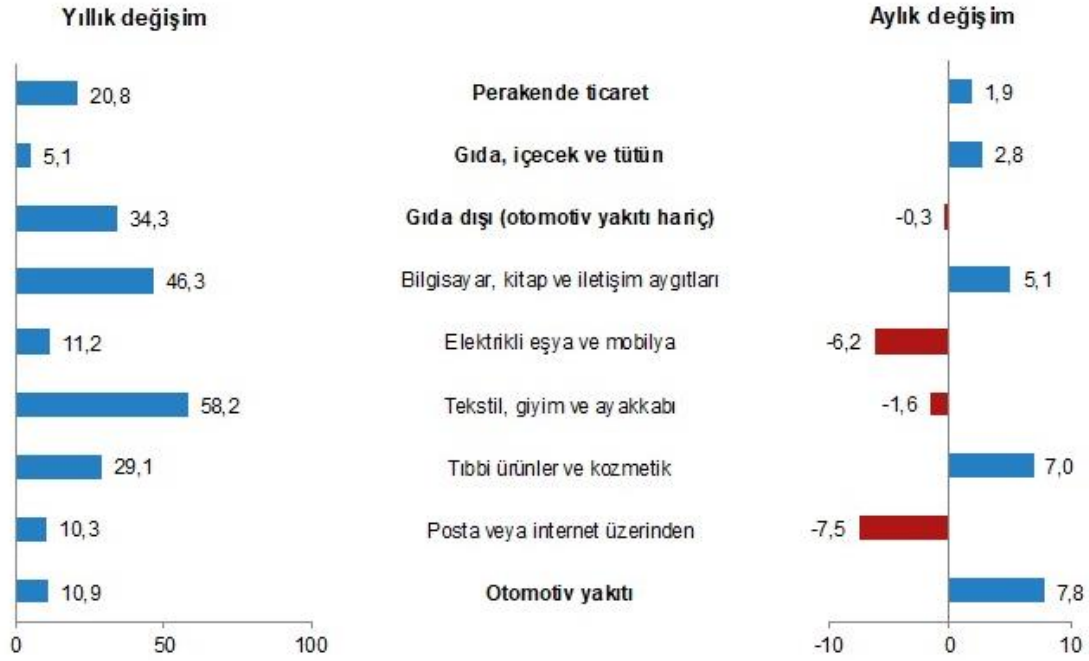 Yıllık değişim Aylık değişim
20,8 Perakende ticaret 1,9
5,1 Gıda, içecek ve tütün 2,8
34,3 Gıda dışı (otomotiv yakıtı hariç) -0,3
46,3 Bilgisayar, kitap ve iletişim aygıtları 5,1
11,2 Elektrikli eşya ve mobilya -6,2
58,2 Tekstil, giyim ve ayakkabı -1,6
29,1 Tıbbi ürünler ve kozmetik 7,0
10,3 Posta veya internet üzerinden -7,5
10,9 Otomotiv yakıtı 7,8
0 50 100 -10 0 10